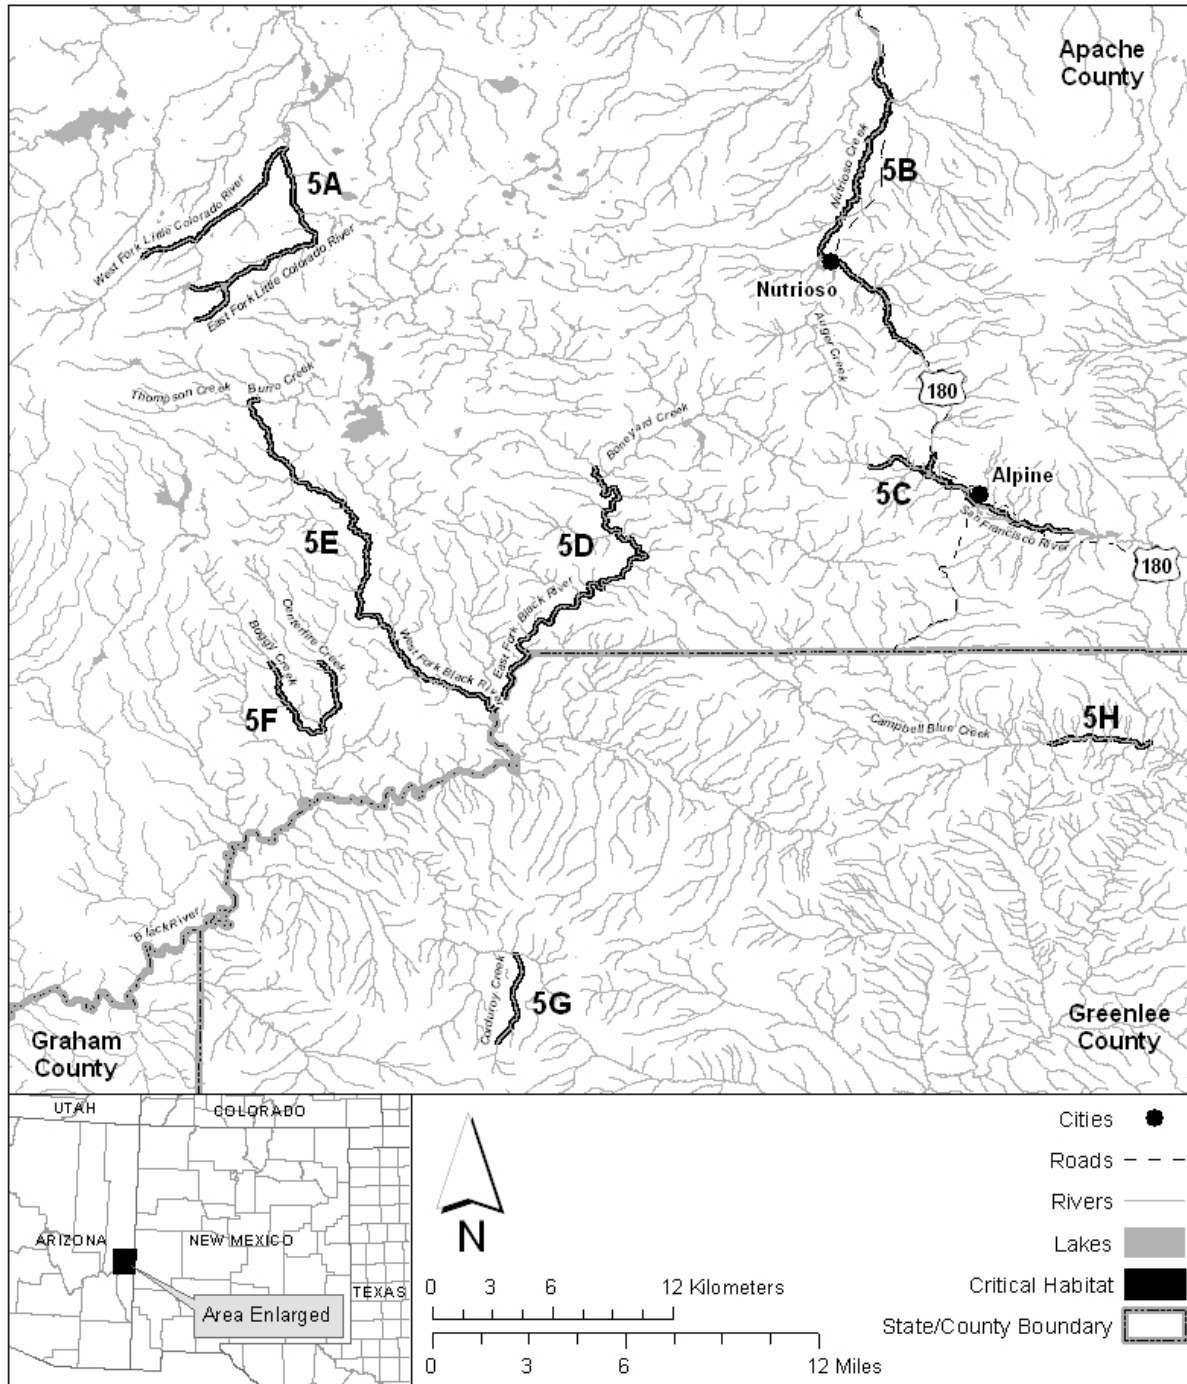 Apache
County
5A
Nutrioso Creek
5B
West Fork Little Colorado River
East Fork Little Colorado River
Nutrioso
Auger Creek
Thompson Creek
Burro Creek
180
Boneyard Creek
Alpine
5C
San Francisco River
5E
5D
180
East Fork Black River
Centerfire Creek
Boggy Creek
West Fork Black River
5F
5H
Campbell Blue Creek
Black River
Corduroy Creek
5G
Graham
County
Greenlee
County
UTAH
COLORADO
ARIZONA
NEW MEXICO
TEXAS
Area Enlarged
N
0 3 6 12 Kilometers
0 3 6 12 Miles
Cities
Roads
Rivers
Lakes
Critical Habitat
State/County Boundary